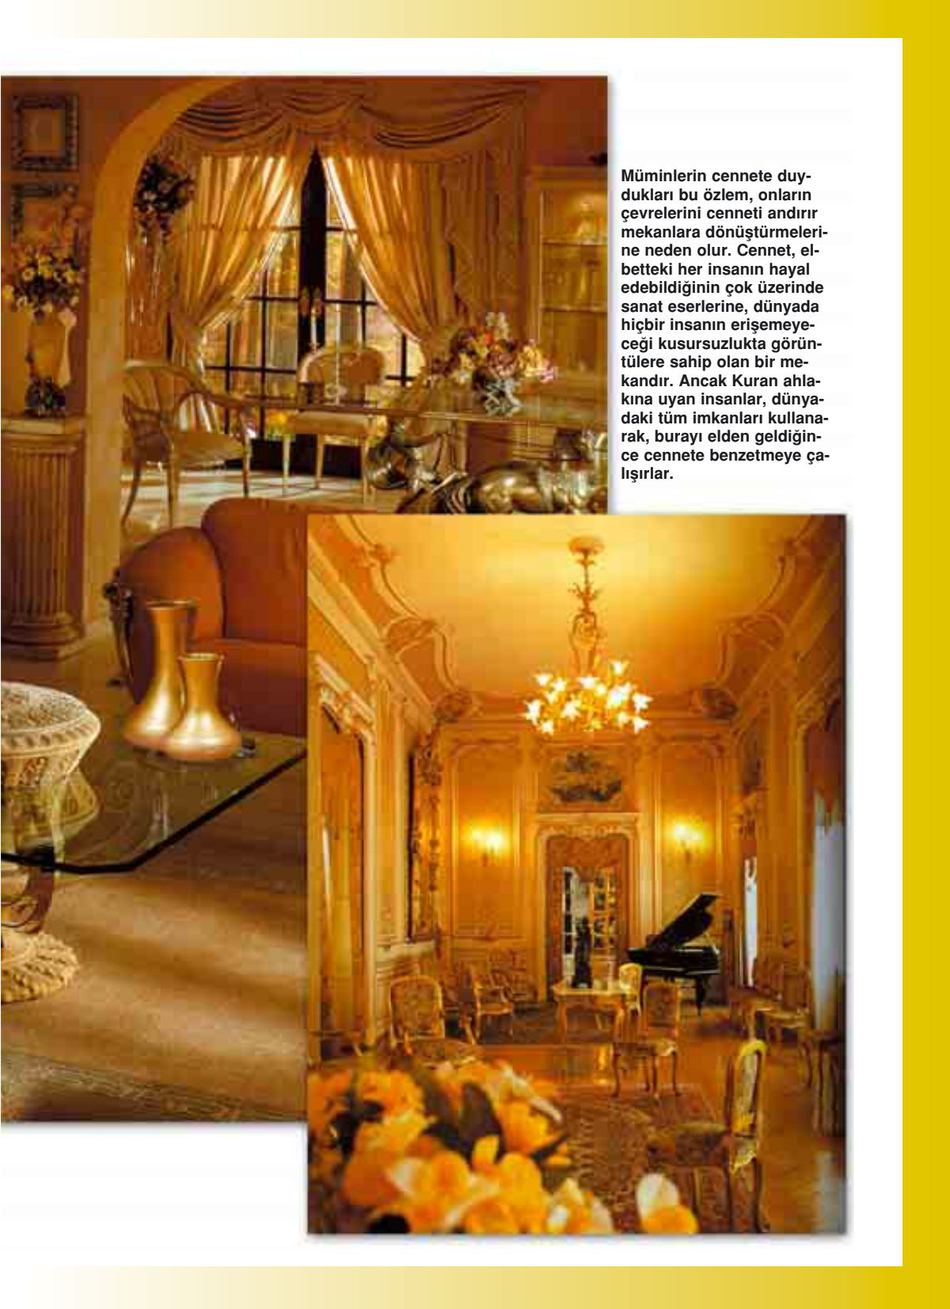 Müminlerin cennete duy-
dukları bu özlem, onların
çevrelerini cenneti andırır
mekanlara dönüştürmeleri-
ne neden olur. Cennet, el-
betteki her insanın hayal
edebildiğinin çok üzerinde
sanat eserlerine, dünyada
hiçbir insanın erişemeye-
ceği kusursuzlukta görün-
tülere sahip olan bir me-
kandır. Ancak Kuran ahla-
kına uyan insanlar, dünya-
daki tüm imkanları kullana-
rak, burayı elden geldiğin-
ce cennete benzetmeye ça-
lışırlar.